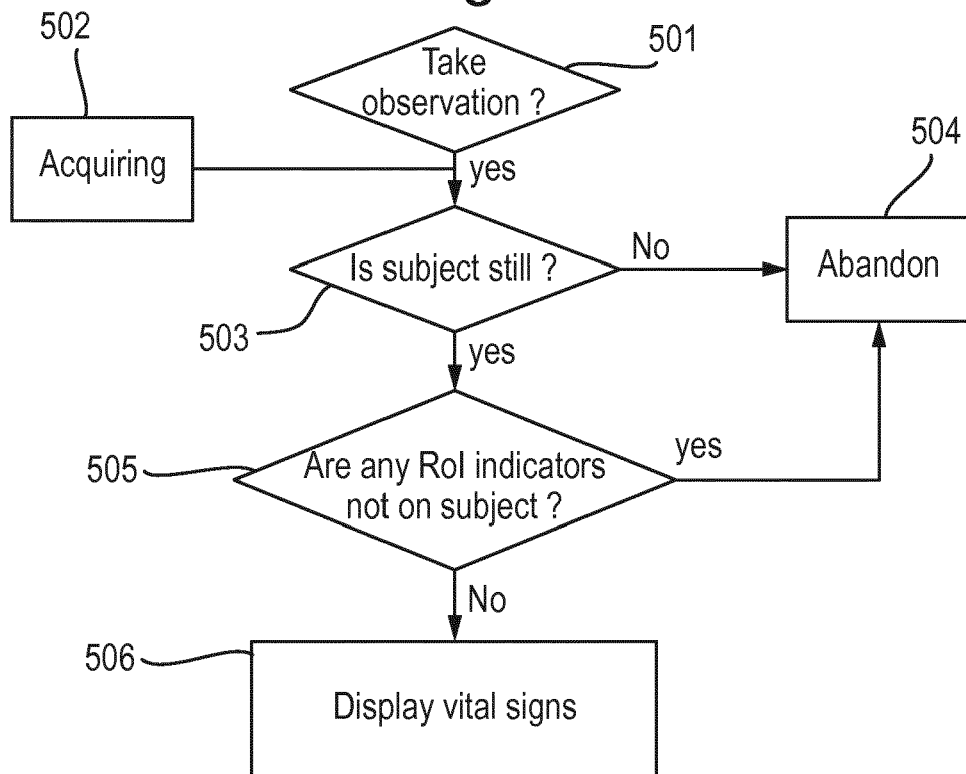 502
501
Take
observation ?
504
Acquiring
yes
No
Is subject still ?
Abandon
503
yes
yes
505
Are any RoI indicators
not on subject ?
No
506
Display vital signs